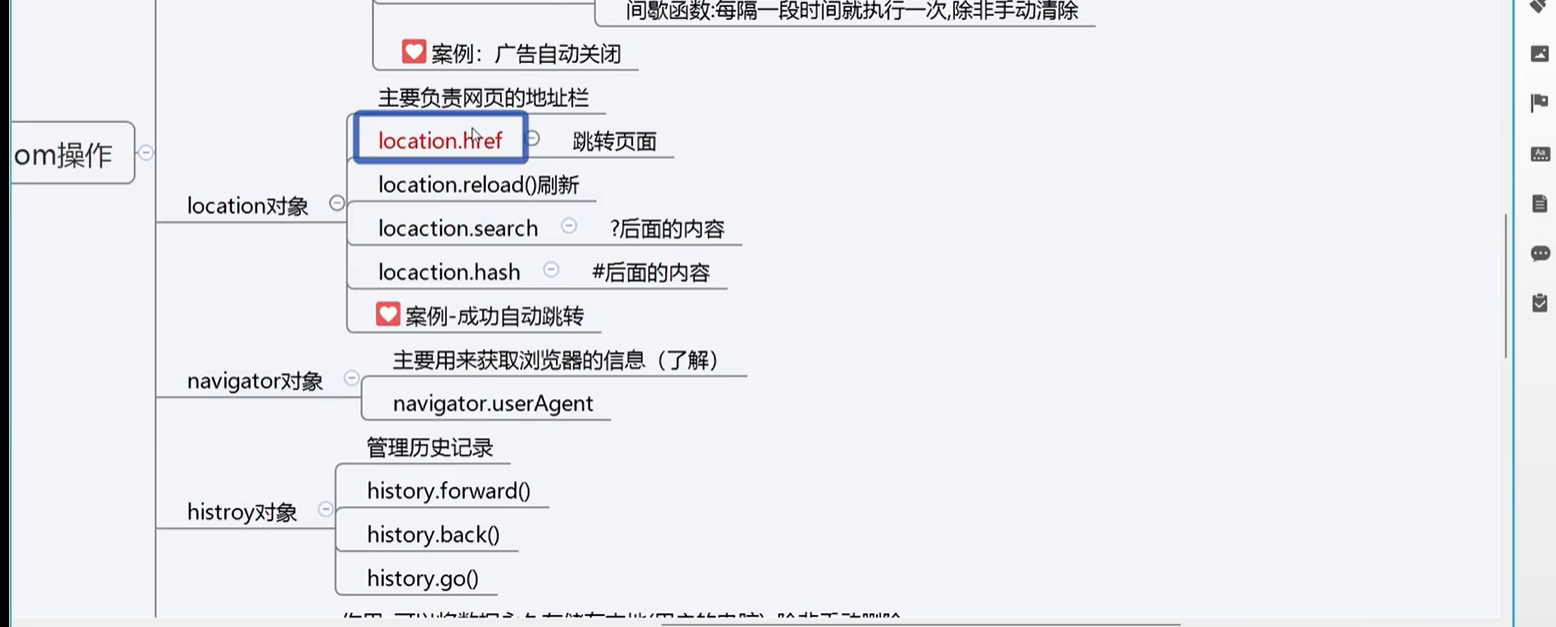 间歇函数:每隔一段时间就执行一次,除非手动清除
案例：广告自动关闭
主要负责网页的地址栏
om操作
location.href 跳转页面
location.reload()刷新
location对象
locaction.search ?后面的内容
locaction.hash #后面的内容
案例-成功自动跳转
主要用来获取浏览器的信息（了解）
navigator对象
navigator.userAgent
管理历史记录
history.forward()
histroy对象
history.back()
history.go()